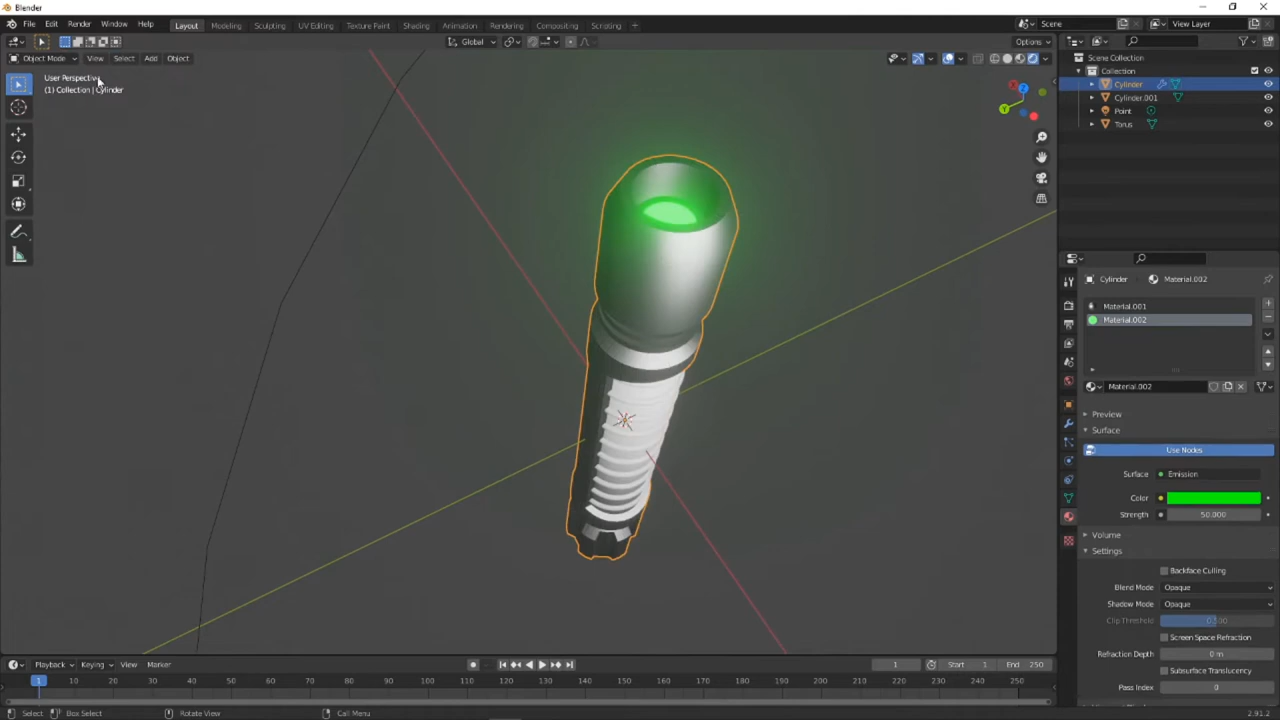 Blender
File Edit Render Window Help Layout Modeling Sculpting UV Editing Texture Paint Shading Animation Rendering Compositing Scripting + Scene View Layer
Global Options
Object Mode View Select Add Object
User Perspective
(1) Collection | Cylinder
Scene Collection
Collection
Cylinder
Cylinder.001
Point
Torus
Cylinder Material.002
Material.001
Material.002
Material.002
Preview
Surface
Use Nodes
Surface Emission
Color
Strength 50.000
Volume
Settings
Backface Culling
Blend Mode Opaque
Shadow Mode Opaque
Clip Threshold 0.500
Screen Space Refraction
Refraction Depth 0 m
Subsurface Translucency
Pass Index 0
Playback Keying View Marker 1 Start 1 End 250
1 10 20 30 40 50 60 70 80 90 100 110 120 130 140 150 160 170 180 190 200 210 220 230 240 250
Select Box Select Rotate View Call Menu 2.91.2